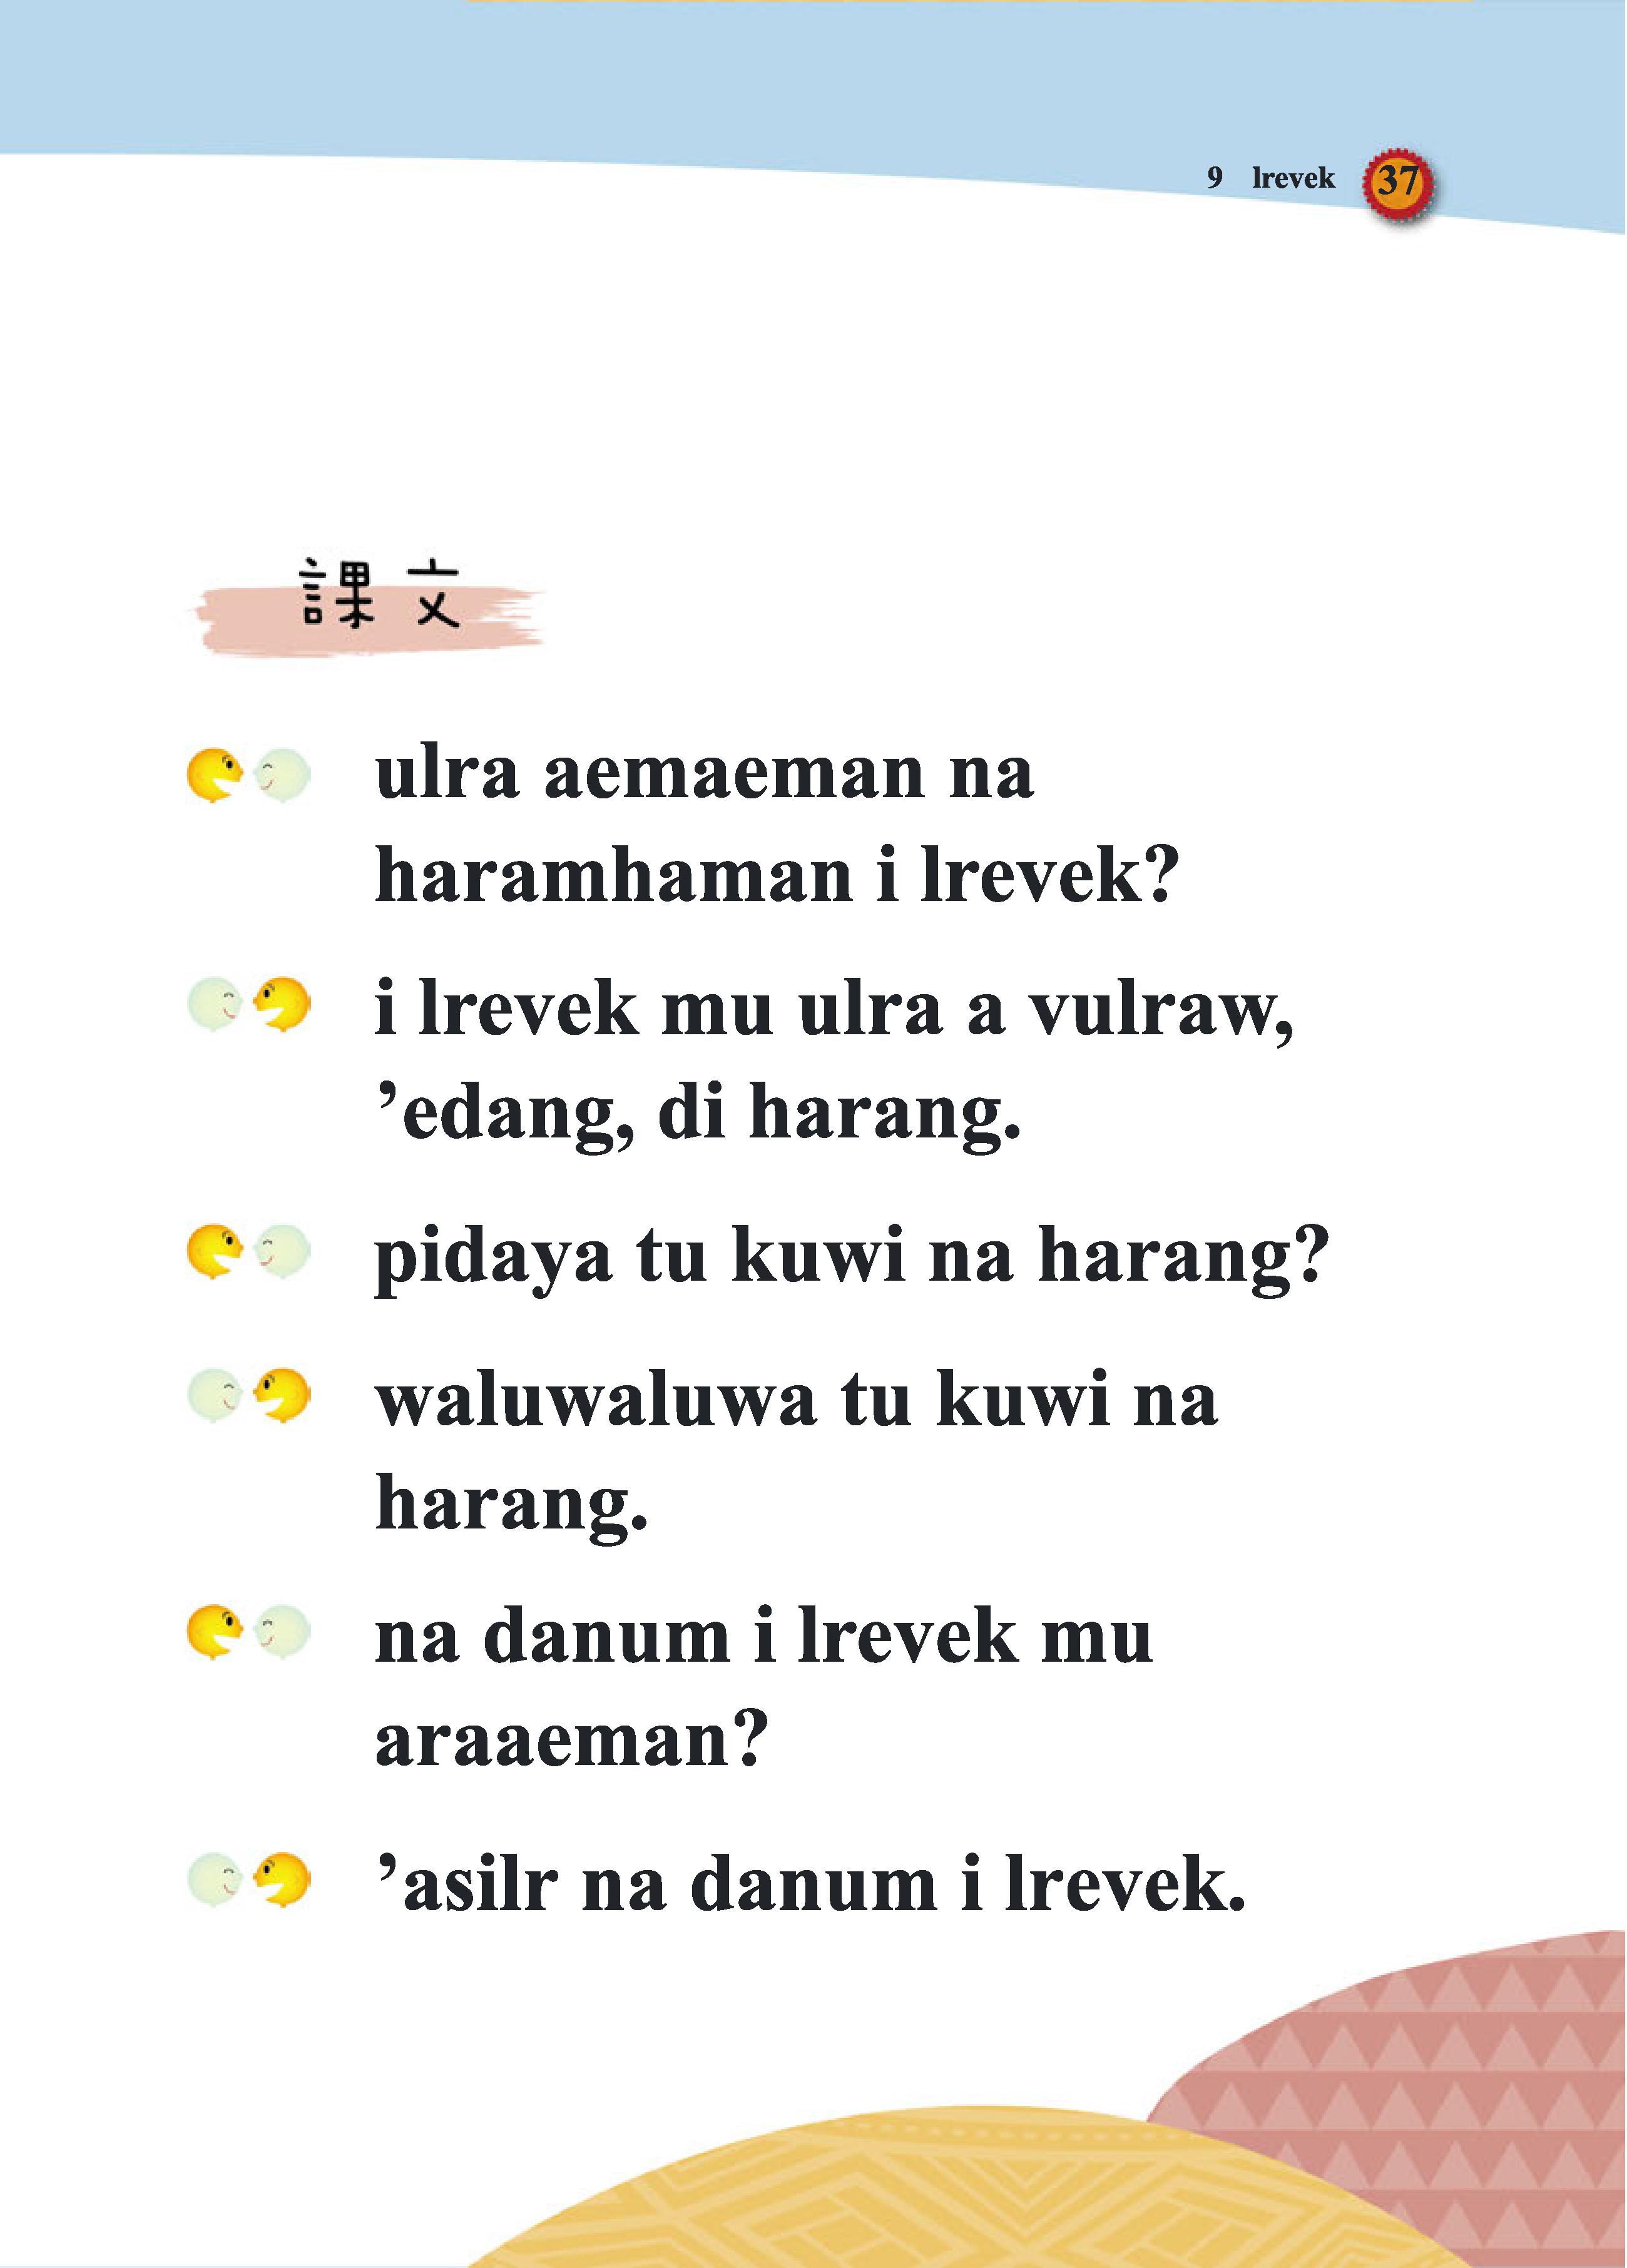 9 lrevek 37
課文
ulra aemaeman na
haramhaman i lrevek?
i lrevek mu ulra a vulraw,
’edang, di harang.
pidaya tu kuwi na harang?
waluwaluwa tu kuwi na
harang.
na danum i lrevek mu
araaeman?
’asilr na danum i lrevek.